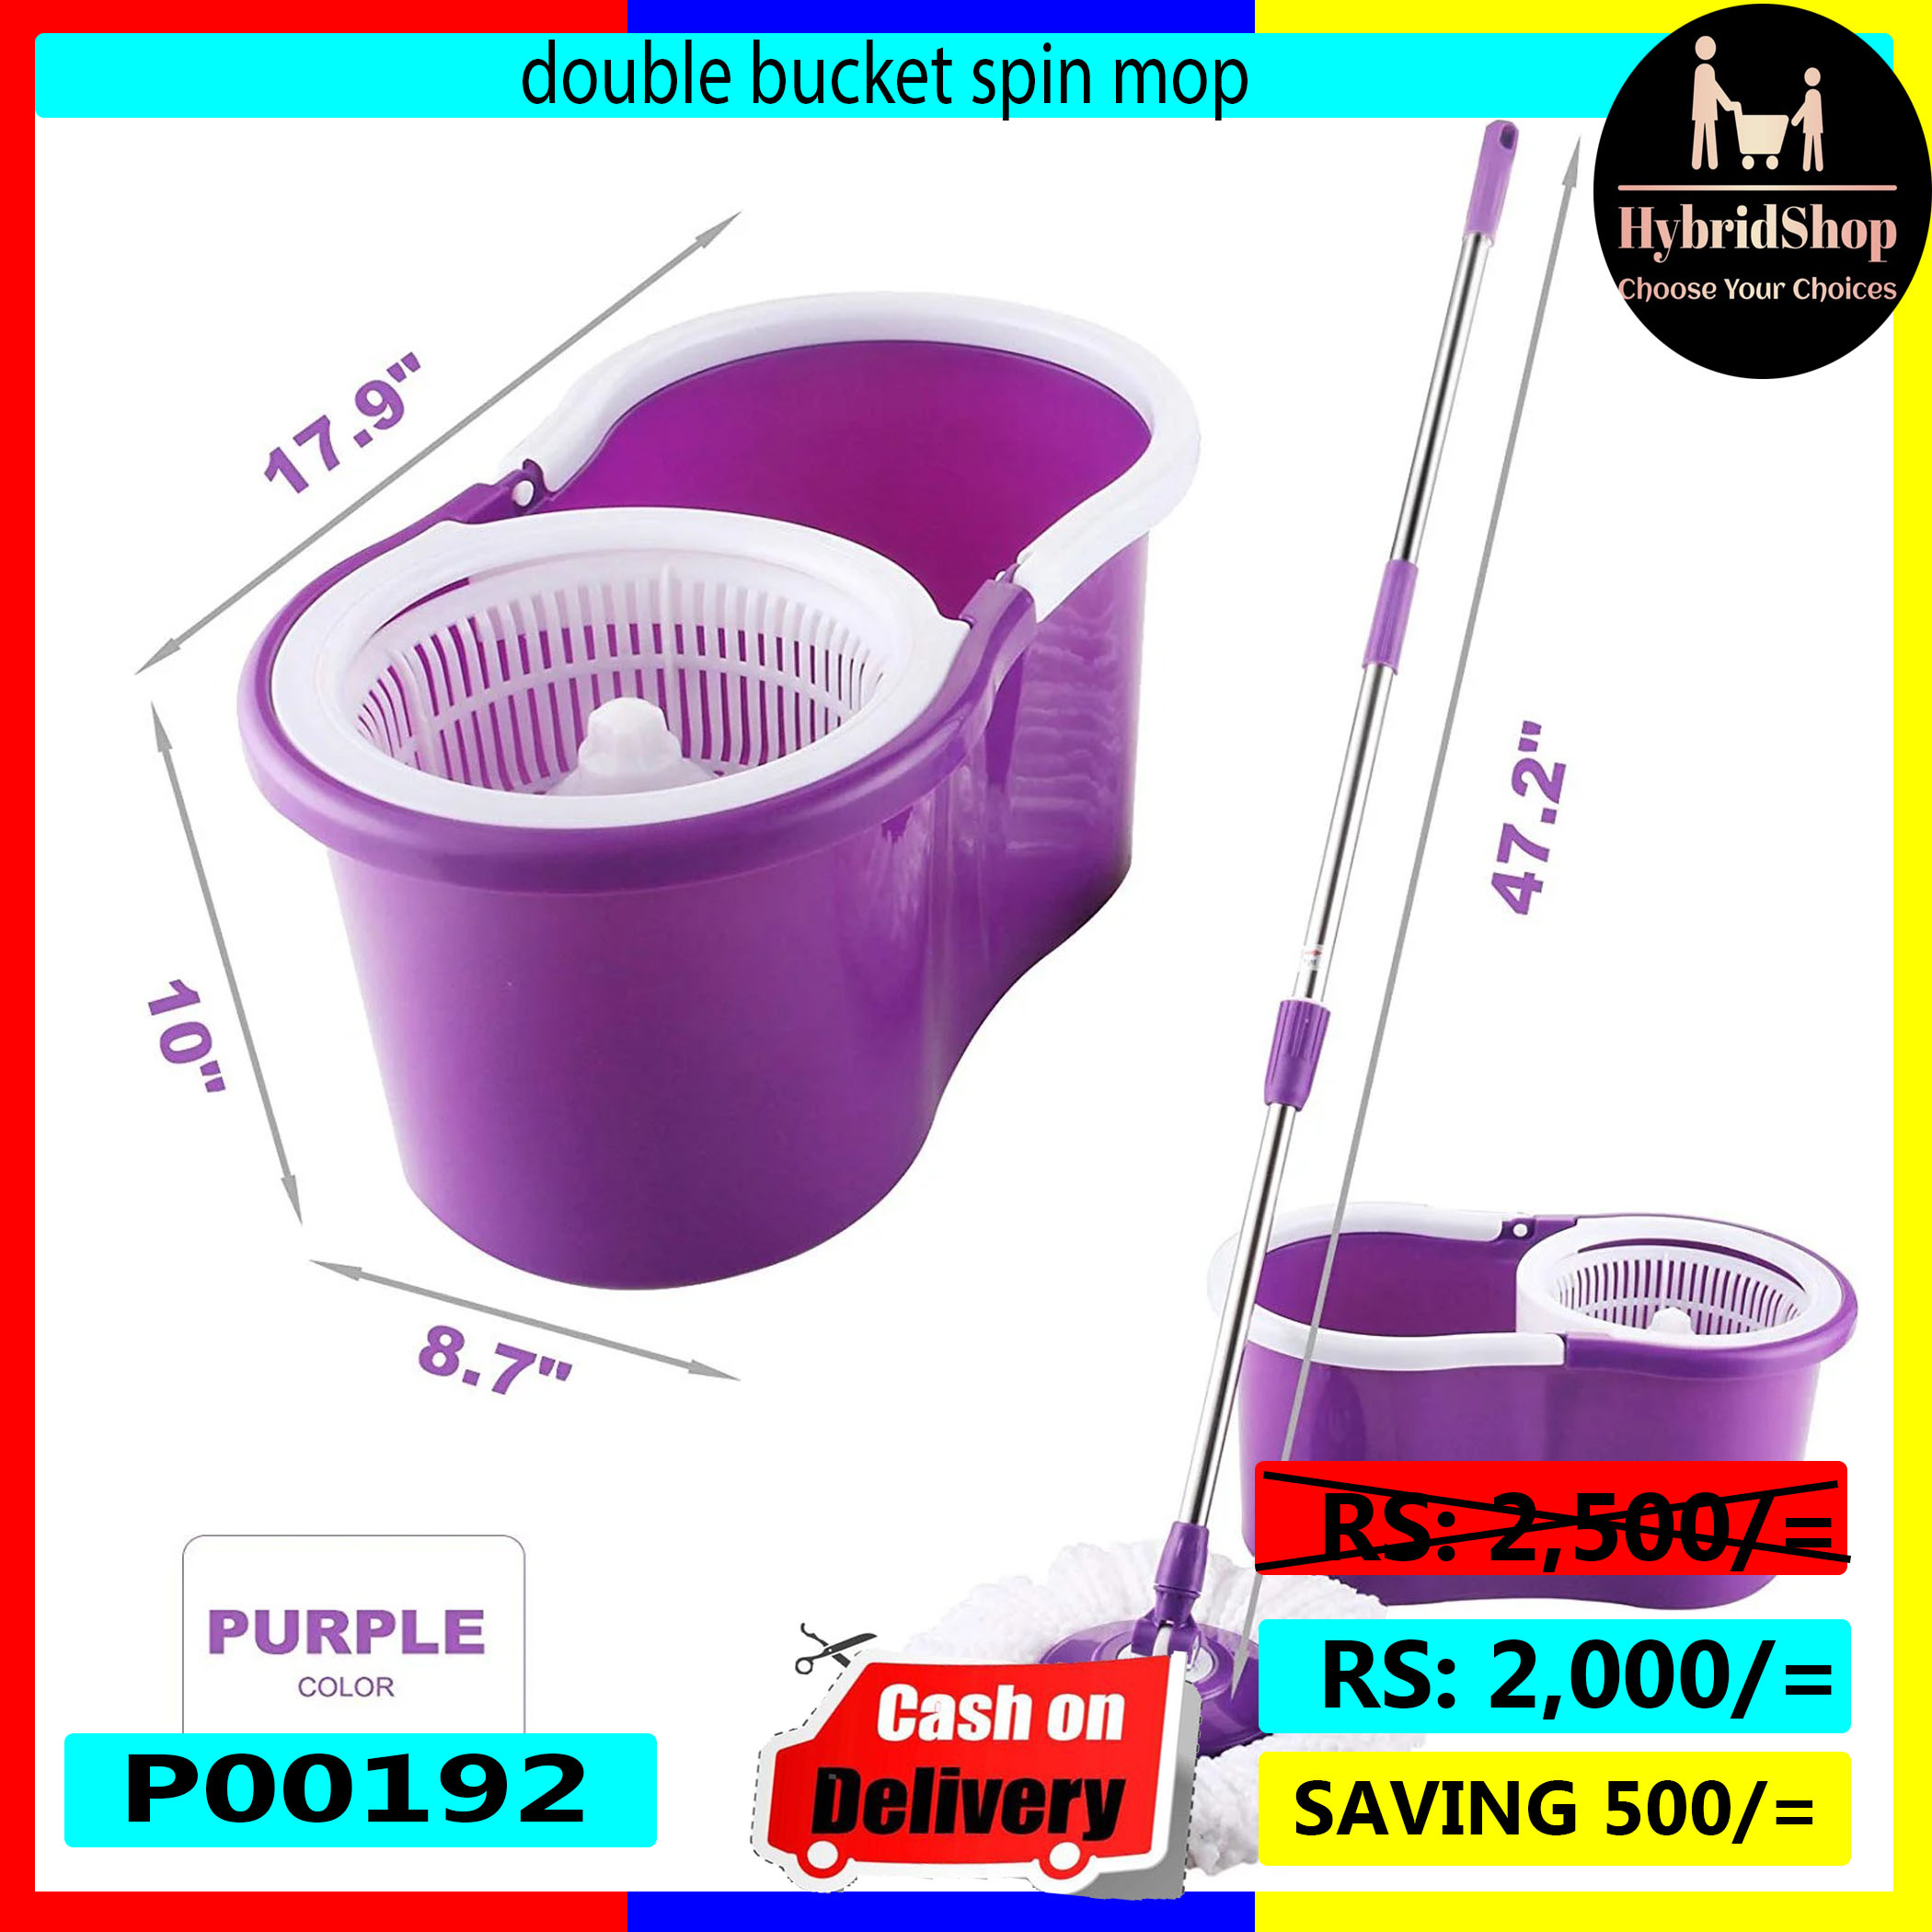 double bucket spin mop
HybridShop
Choose Your Choices
17.9"
47.2"
10"
8.7"
RS: 2,500/=
PURPLE
COLOR
RS: 2,000/=
Cash on
Delivery
P00192
SAVING 500/=